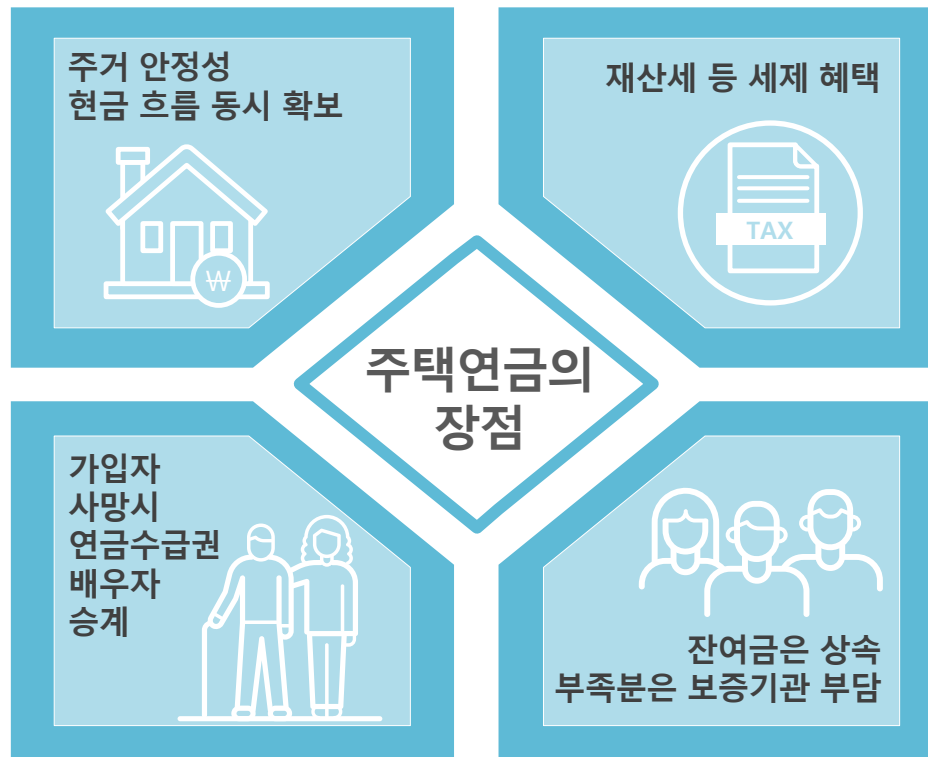 주거 안정성
현금 흐름 동시 확보
₩
재산세 등 세제 혜택
TAX
주택연금의
장점
가입자
사망시
연금수급권
배우자
승계
잔여금은 상속
부족분은 보증기관 부담